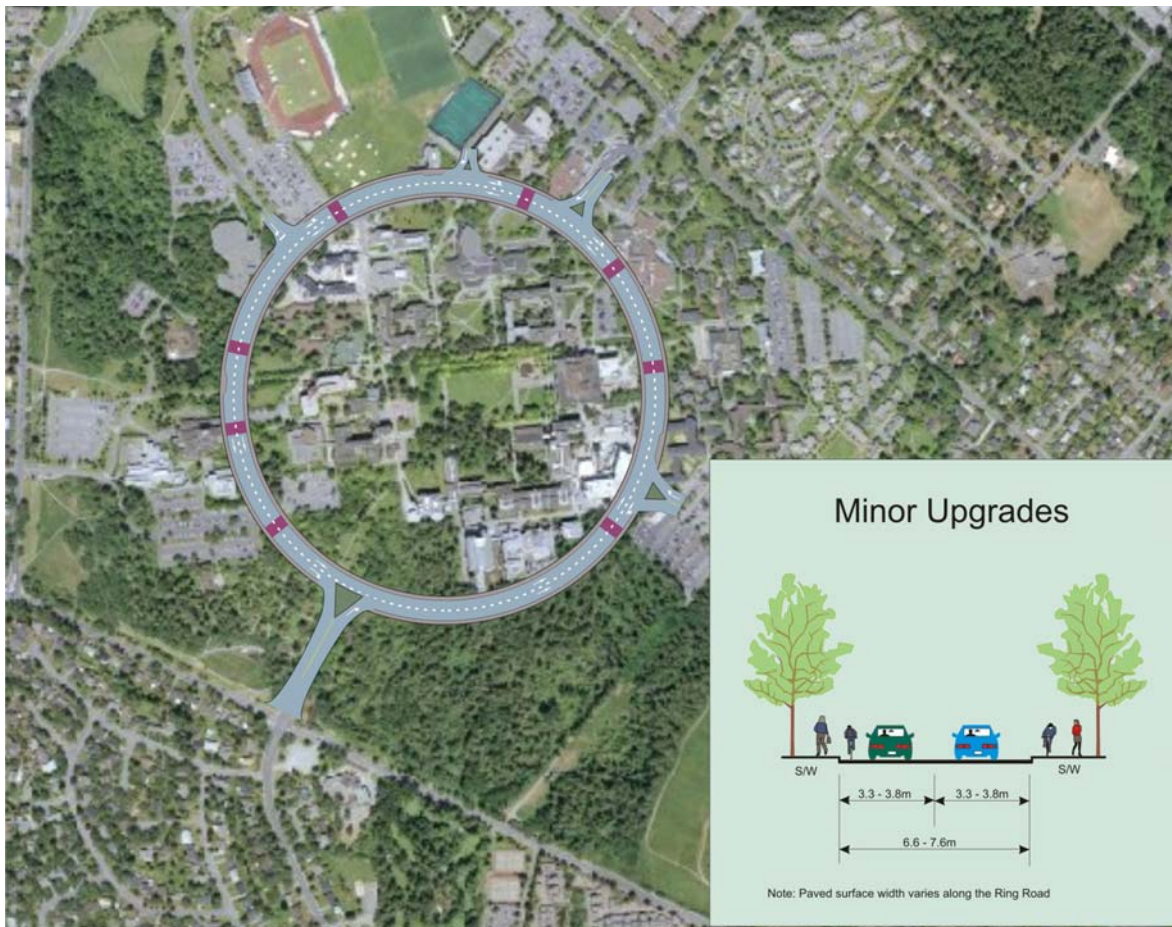 Minor Upgrades
S/W
S/W
3.3 - 3.8m
3.3 - 3.8m
6.6 - 7.6m
Note: Paved surface width varies along the Ring Road